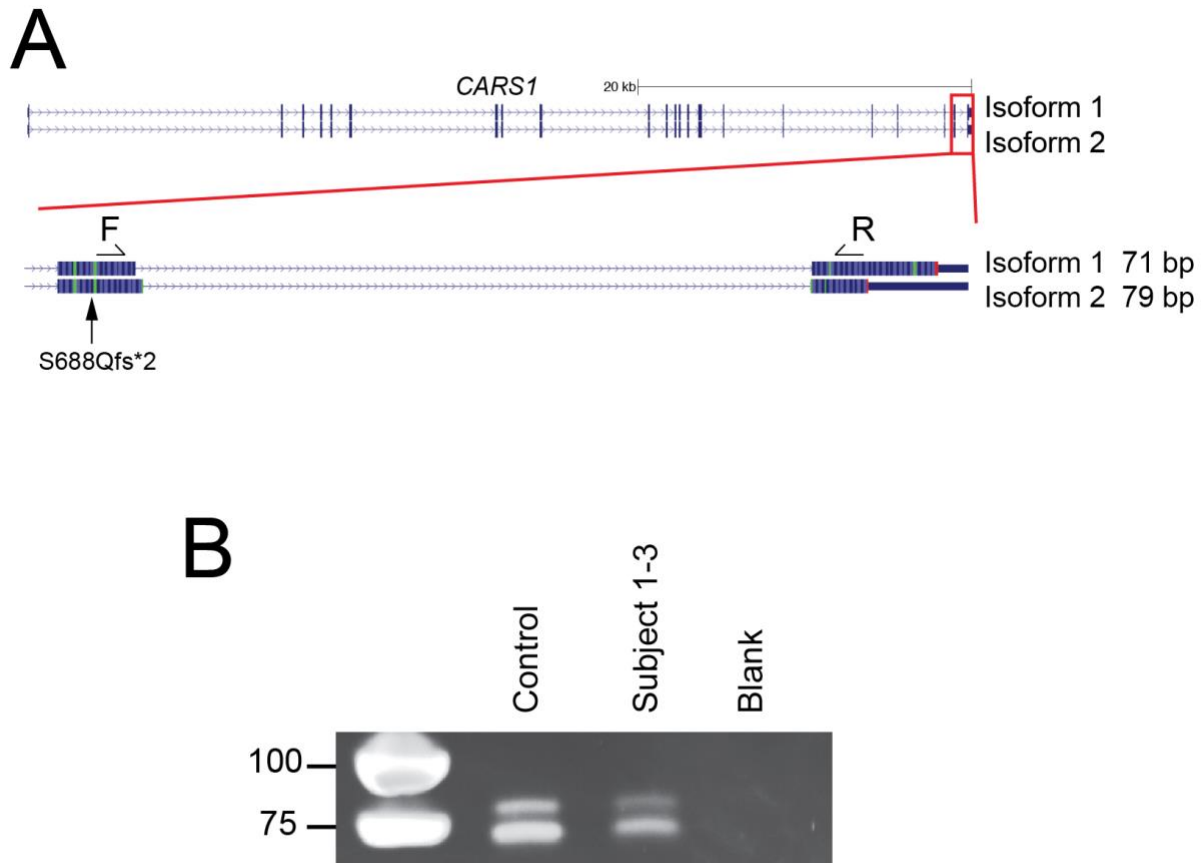 A
CARS1
20 kb
Isoform 1
Isoform 2
F
R
Isoform 1 71 bp
Isoform 2 79 bp
S688Qfs*2
B
Control
Subject 1-3
Blank
100
75